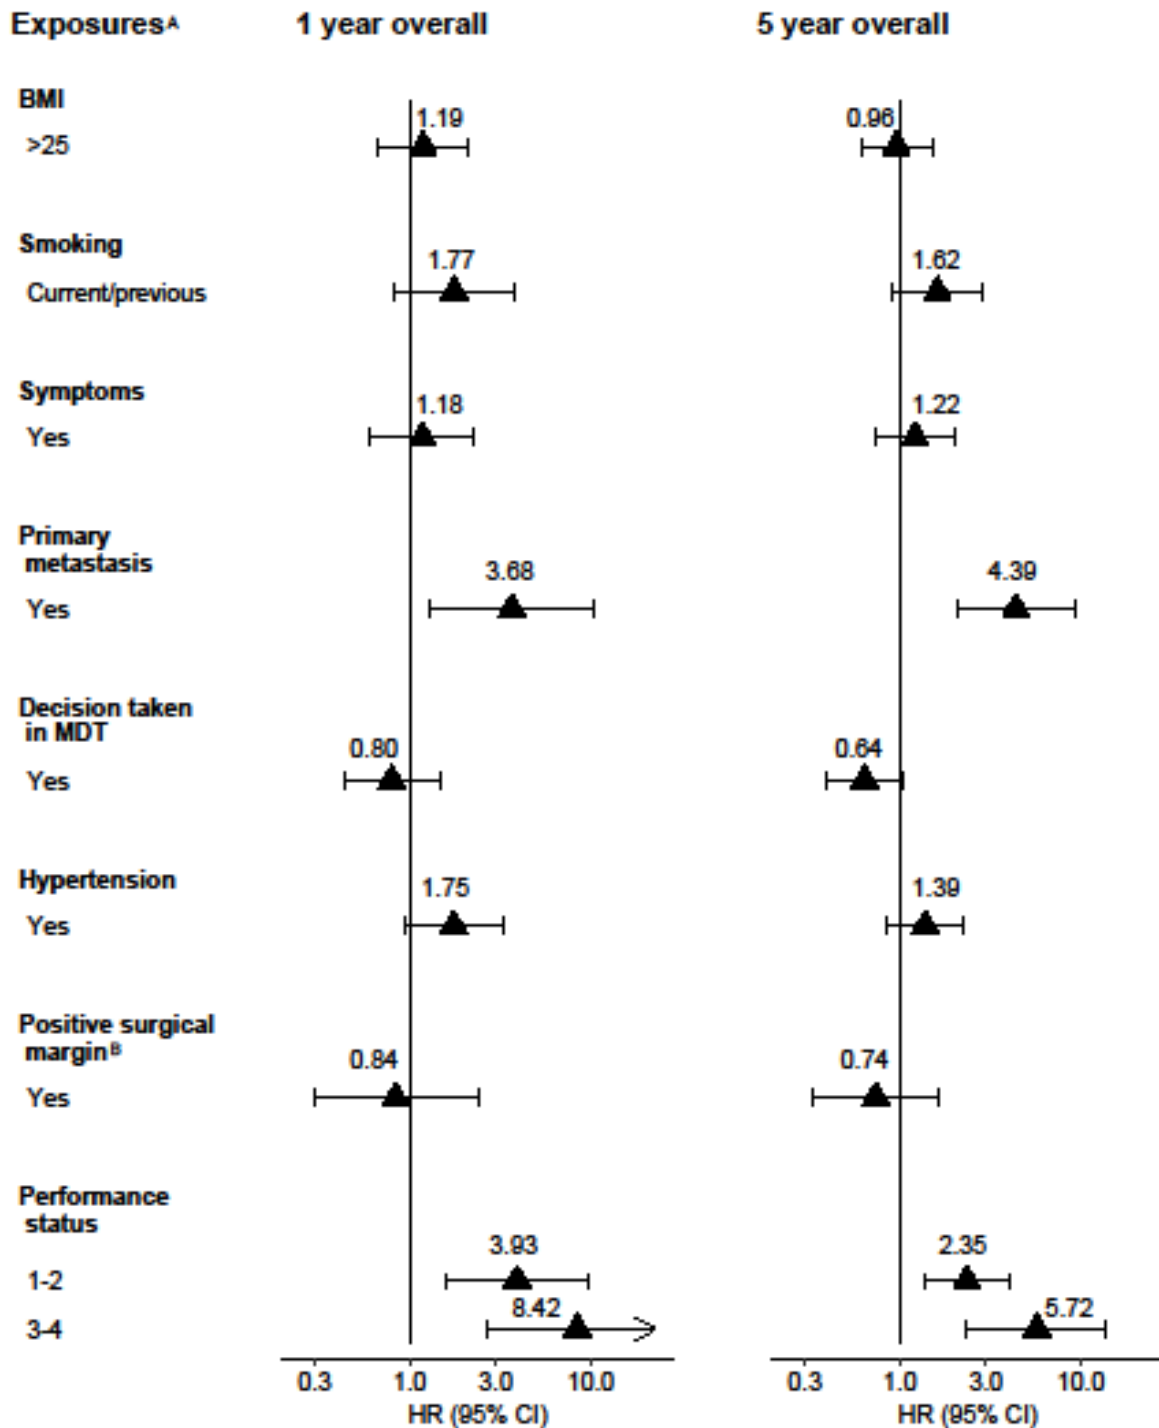 Exposuresᴬ 1 year overall 5 year overall
BMI
1.19 0.96
>25
Smoking
1.77 1.62
Current/previous
Symptoms
1.18 1.22
Yes
Primary
metastasis
3.68 4.39
Yes
Decision taken
in MDT
0.80 0.64
Yes
Hypertension
1.75 1.39
Yes
Positive surgical
marginᴮ
0.84 0.74
Yes
Performance
status
3.93 2.35
1-2
8.42 5.72
3-4
0.3 1.0 3.0 10.0 0.3 1.0 3.0 10.0
HR (95% CI) HR (95% CI)